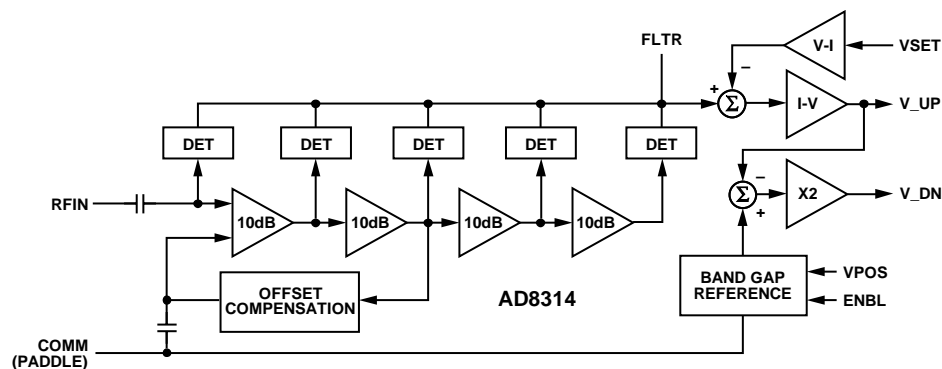 FLTR
V-I
VSET
–
+
Σ
I-V
V_UP
DET
DET
DET
DET
DET
–
Σ
+
X2
V_DN
RFIN
10dB
10dB
10dB
10dB
OFFSET
COMPENSATION
AD8314
BAND GAP
REFERENCE
VPOS
ENBL
COMM
(PADDLE)